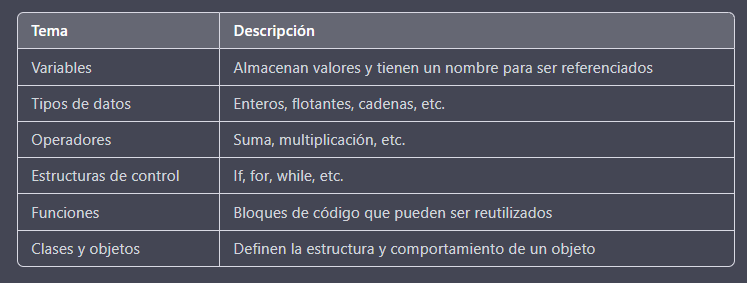 Tema Descripción
Variables Almacenan valores y tienen un nombre para ser referenciados
Tipos de datos Enteros, flotantes, cadenas, etc.
Operadores Suma, multiplicación, etc.
Estructuras de control If, for, while, etc.
Funciones Bloques de código que pueden ser reutilizados
Clases y objetos Definen la estructura y comportamiento de un objeto